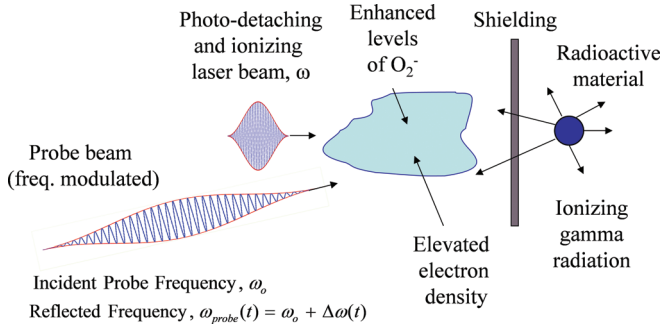 Photo-detaching
and ionizing
laser beam, ω
Enhanced
levels
of O₂⁻
Shielding
Radioactive
material
Probe beam
(freq. modulated)
Ionizing
gamma
radiation
Elevated
electron
density
Incident Probe Frequency, ωₒ
Reflected Frequency, ω_probe(t) = ωₒ + Δω(t)